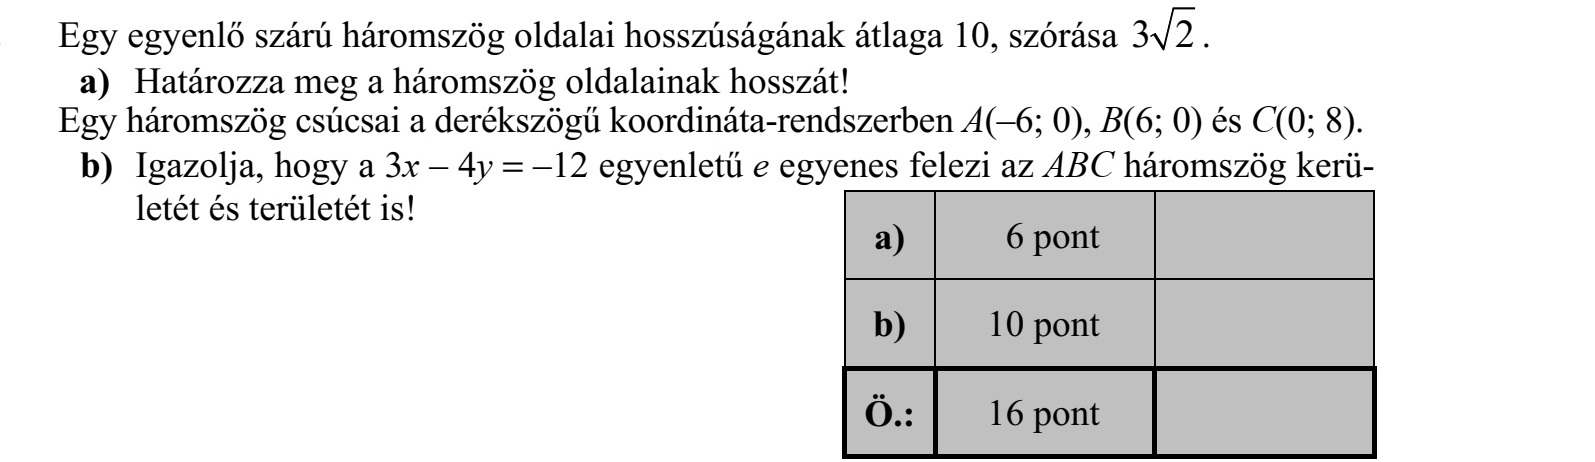 Egy egyenlő szárú háromszög oldalai hosszúságának átlaga 10, szórása 3√2.
a) Határozza meg a háromszög oldalainak hosszát!
Egy háromszög csúcsai a derékszögű koordináta-rendszerben A(–6; 0), B(6; 0) és C(0; 8).
b) Igazolja, hogy a 3x – 4y = –12 egyenletű e egyenes felezi az ABC háromszög kerü-
letét és területét is!
a) 6 pont
b) 10 pont
Ö.: 16 pont